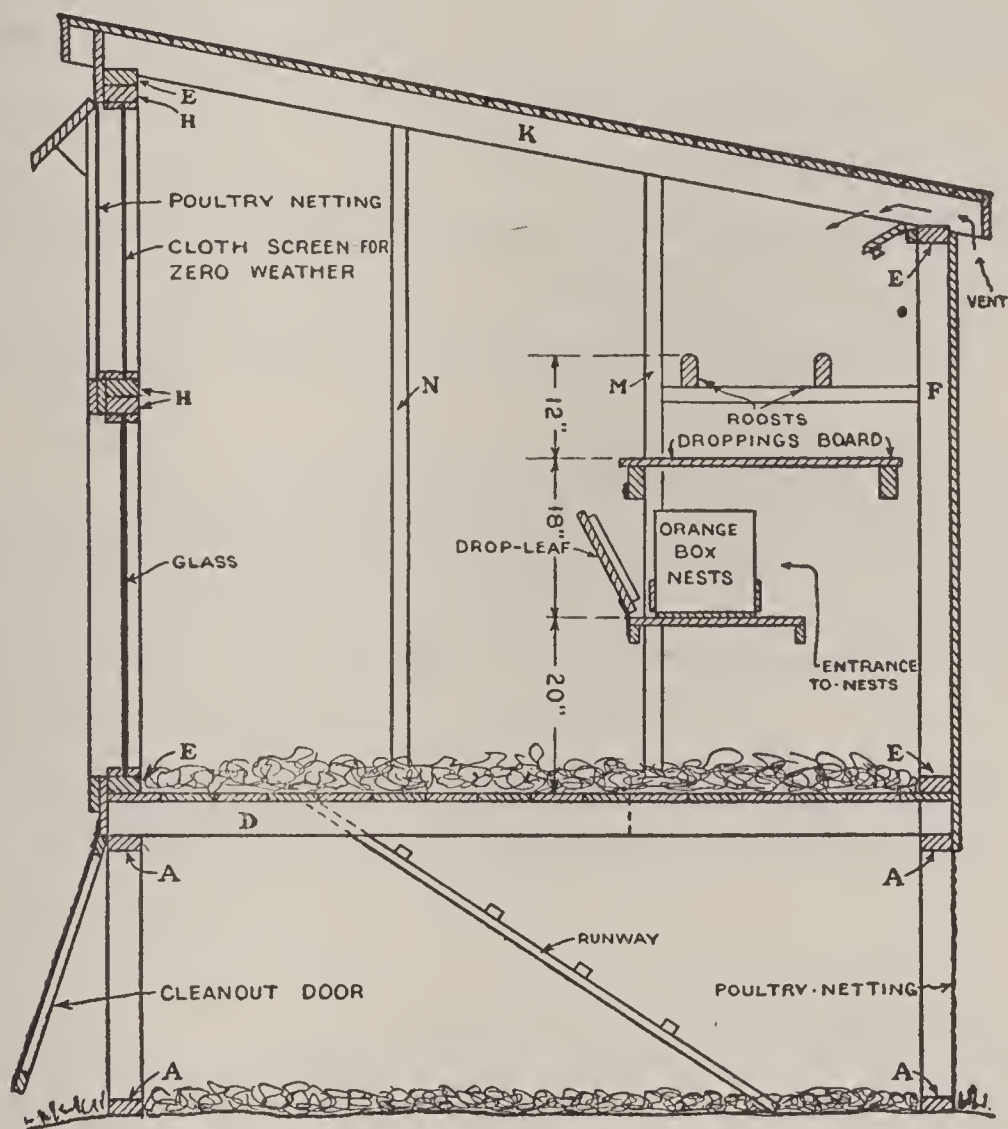 E
H
K
POULTRY NETTING
CLOTH SCREEN-FOR
ZERO WEATHER
E
VENT
H
N
M
F
12"
ROOSTS
DROPPINGS BOARD
18"
DROP-LEAF
ORANGE
BOX
NESTS
GLASS
20"
ENTRANCE
TO-NESTS
E
E
D
A
A
RUNWAY
CLEANOUT DOOR
POULTRY-NETTING
A
A